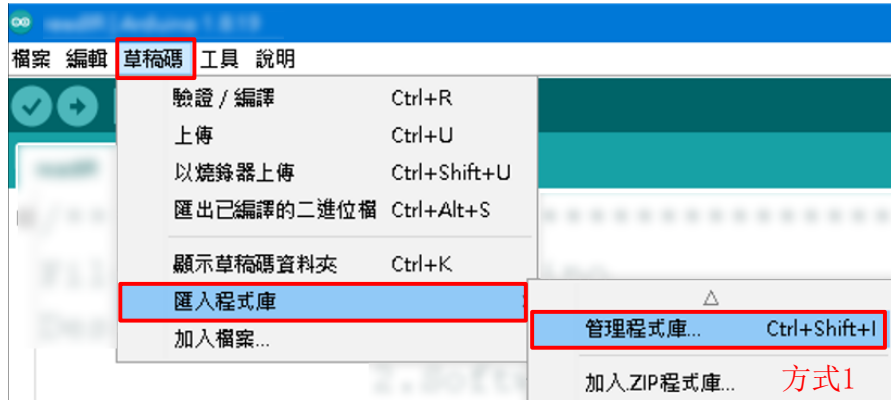 檔案 編輯 草稿碼 工具 說明
驗證 / 編譯 Ctrl+R
上傳 Ctrl+U
以燒錄器上傳 Ctrl+Shift+U
匯出已編譯的二進位檔 Ctrl+Alt+S
顯示草稿碼資料夾 Ctrl+K
匯入程式庫
加入檔案...
管理程式庫... Ctrl+Shift+I
加入.ZIP程式庫... 方式1